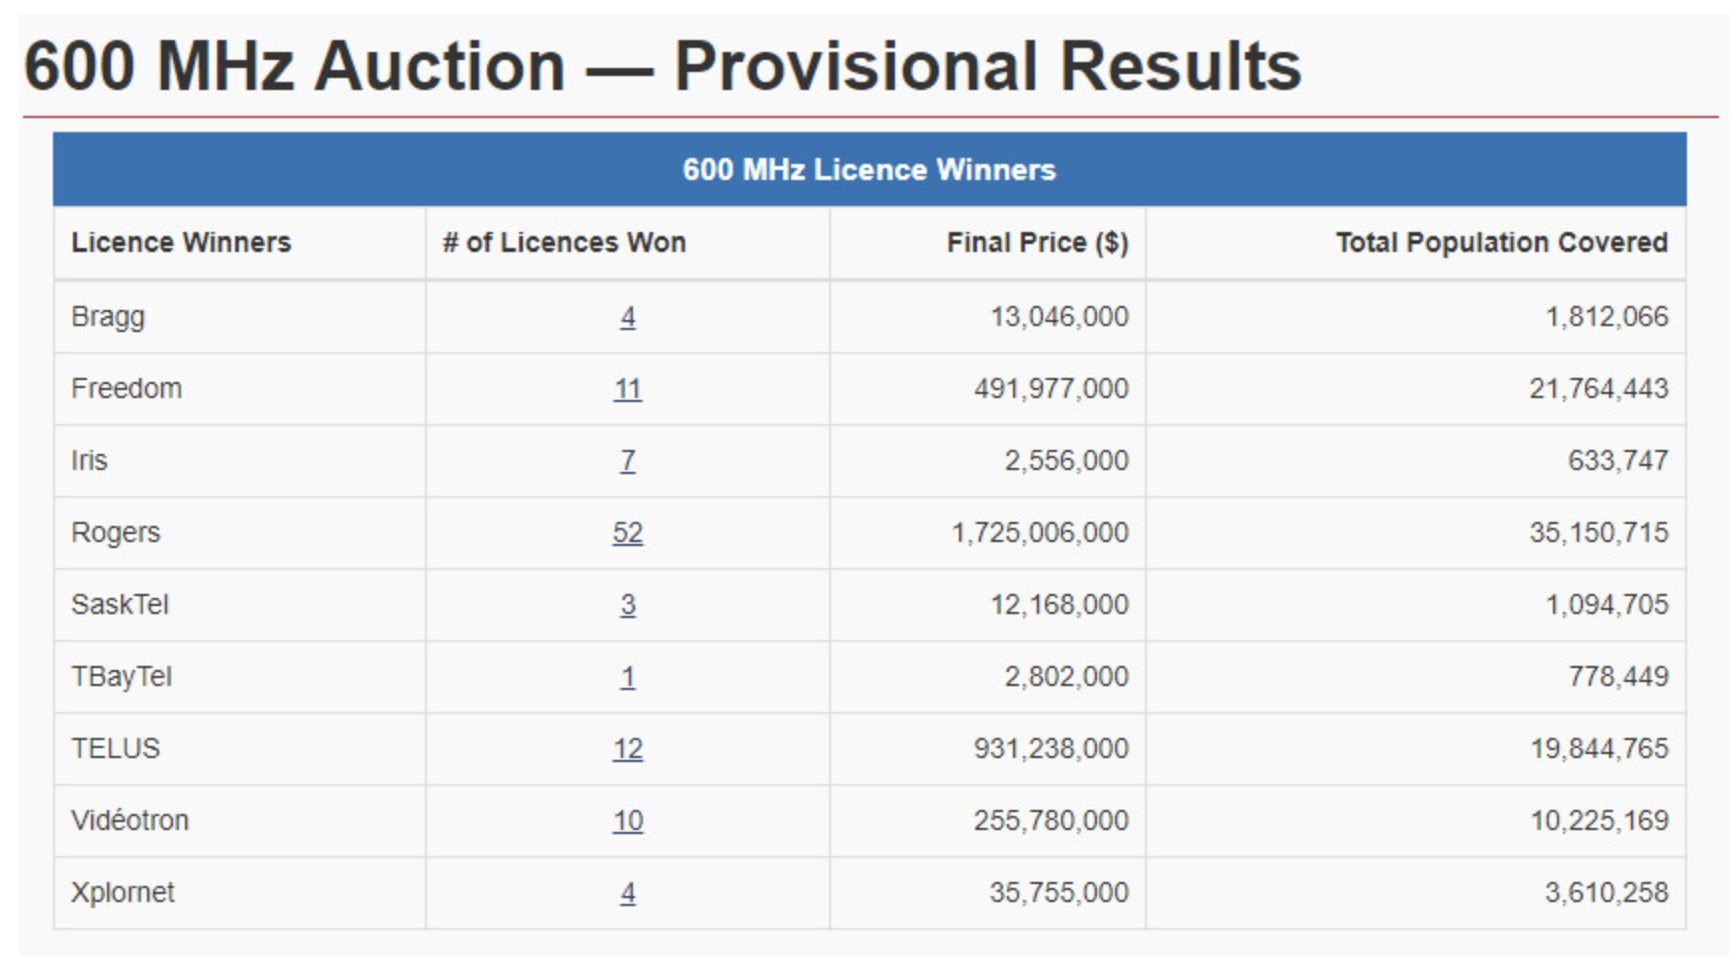 600 MHz Auction — Provisional Results
600 MHz Licence Winners
Licence Winners # of Licences Won Final Price ($) Total Population Covered
Bragg 4 13,046,000 1,812,066
Freedom 11 491,977,000 21,764,443
Iris 7 2,556,000 633,747
Rogers 52 1,725,006,000 35,150,715
SaskTel 3 12,168,000 1,094,705
TBayTel 1 2,802,000 778,449
TELUS 12 931,238,000 19,844,765
Vidéotron 10 255,780,000 10,225,169
Xplornet 4 35,755,000 3,610,258